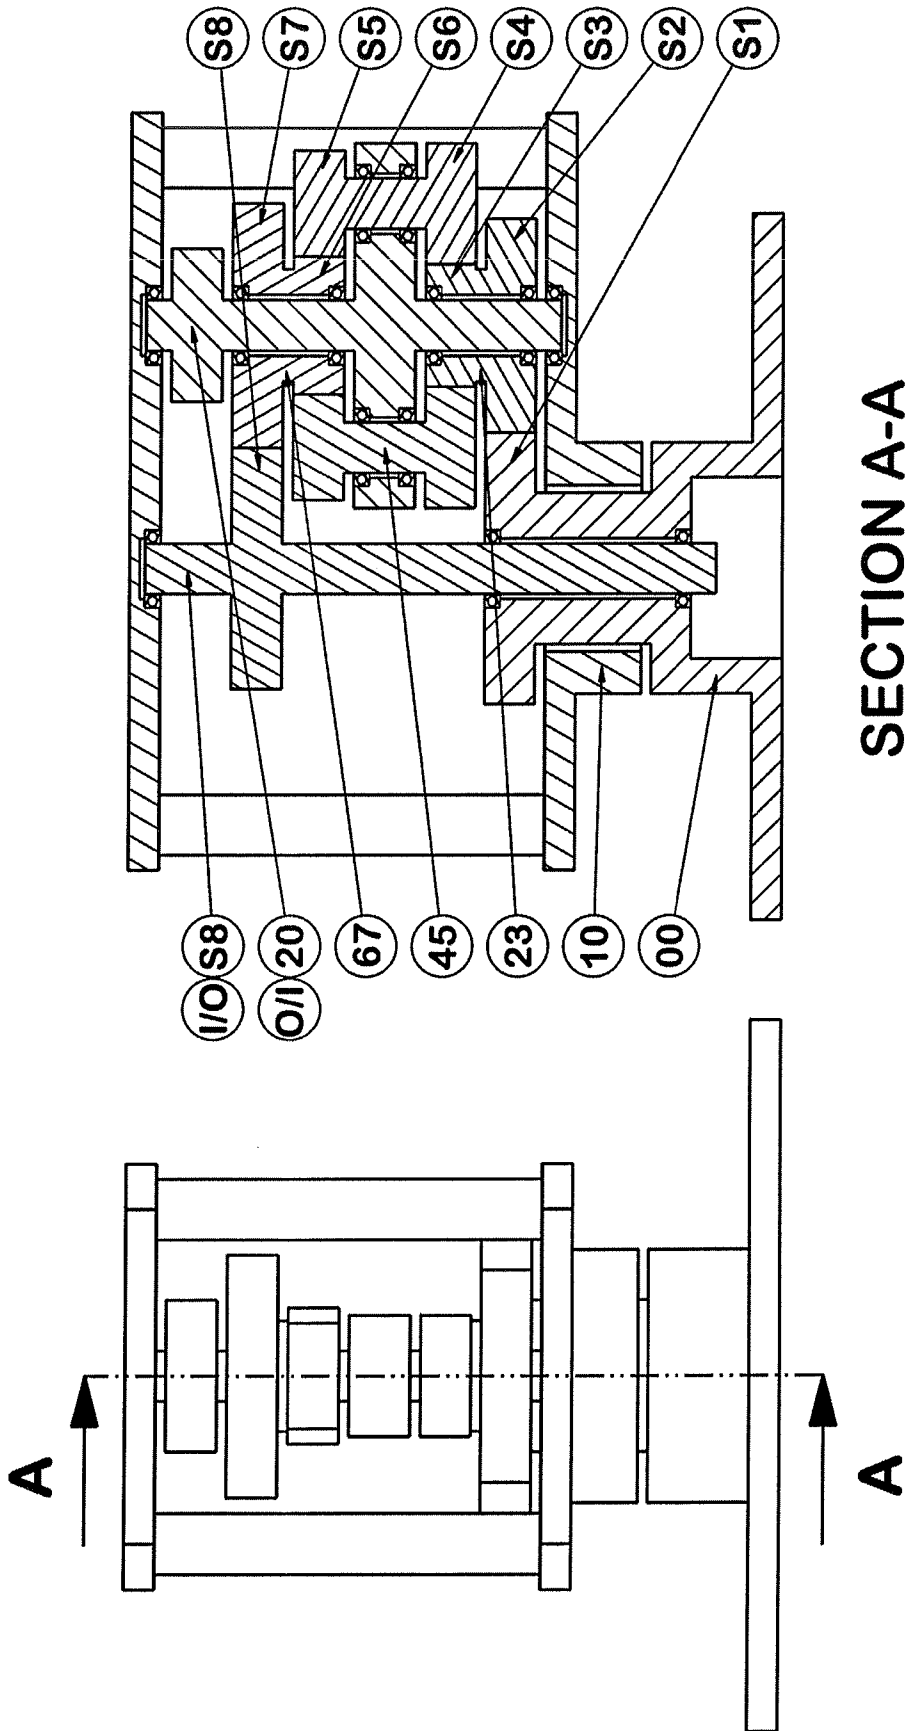 A
A
I/O S8
O/I 20
67
45
23
10
00
S8
S7
S5
S6
S4
S3
S2
S1
SECTION A-A